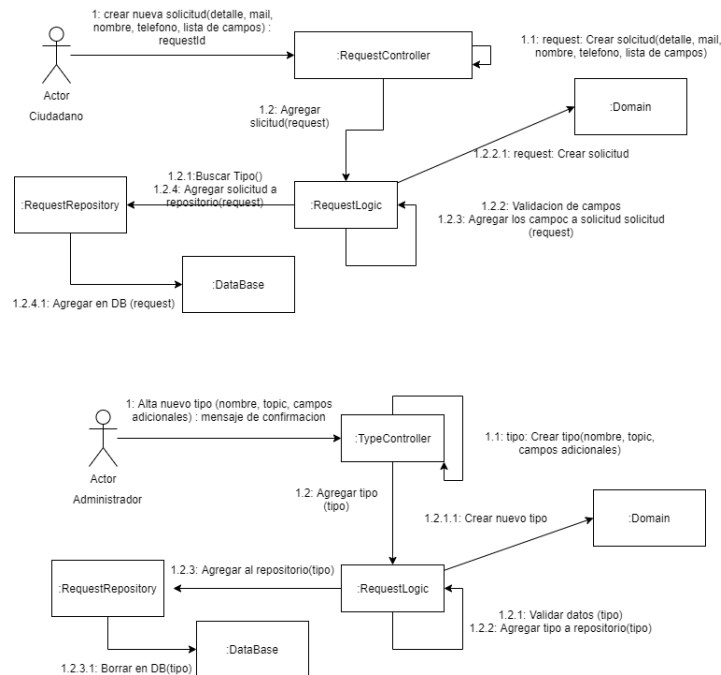 1: crear nueva solicitud(detalle, mail,
nombre, telefono, lista de campos) :
requestId
:RequestController
1.1: request: Crear solcitud(detalle, mail,
nombre, telefono, lista de campos)
Actor
Ciudadano
1.2: Agregar
slicitud(request)
:Domain
1.2.2.1: request: Crear solicitud
1.2.1:Buscar Tipo()
1.2.4: Agregar solicitud a
repositorio(request)
:RequestRepository
:RequestLogic
1.2.2: Validacion de campos
1.2.3: Agregar los campoc a solicitud solicitud
(request)
:DataBase
1.2.4.1: Agregar en DB (request)
1: Alta nuevo tipo (nombre, topic, campos
adicionales) : mensaje de confirmacion
:TypeController
1.1: tipo: Crear tipo(nombre, topic,
campos adicionales)
Actor
Administrador
1.2: Agregar tipo
(tipo)
1.2.1.1: Crear nuevo tipo
:Domain
1.2.3: Agregar al repositorio(tipo)
:RequestRepository
:RequestLogic
1.2.1: Validar datos (tipo)
1.2.2: Agregar tipo a repositorio(tipo)
:DataBase
1.2.3.1: Borrar en DB(tipo)